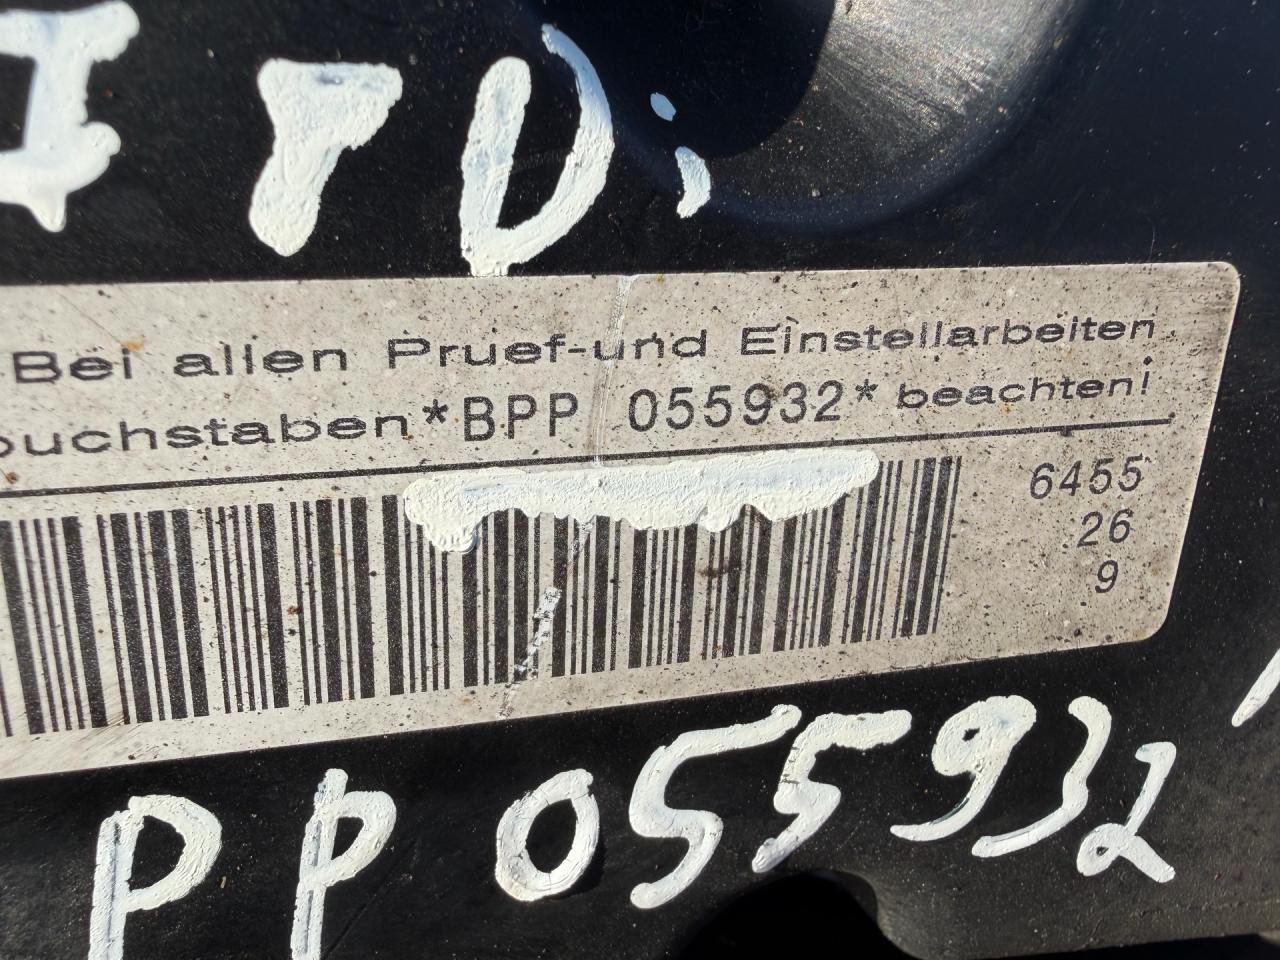 Bei allen Pruef-und Einstellarbeiten
buchstaben*BPP 055932* beachten!
6455
26
9
PP 055932